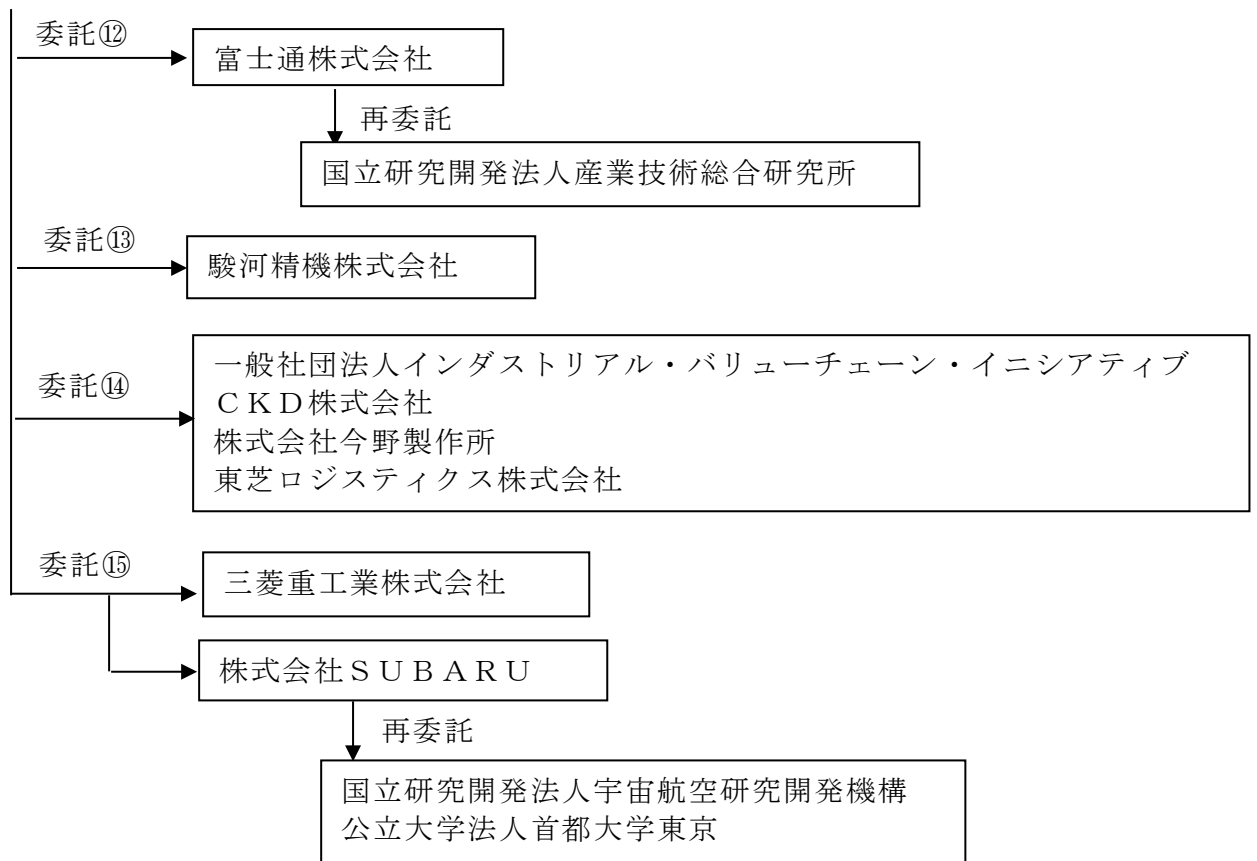 委託⑫
富士通株式会社
再委託
国立研究開発法人産業技術総合研究所
委託⑬
駿河精機株式会社
一般社団法人インダストリアル・バリューチェーン・イニシアティブ
委託⑭
ＣＫＤ株式会社
株式会社今野製作所
東芝ロジスティクス株式会社
委託⑮
三菱重工業株式会社
株式会社ＳＵＢＡＲＵ
再委託
国立研究開発法人宇宙航空研究開発機構
公立大学法人首都大学東京